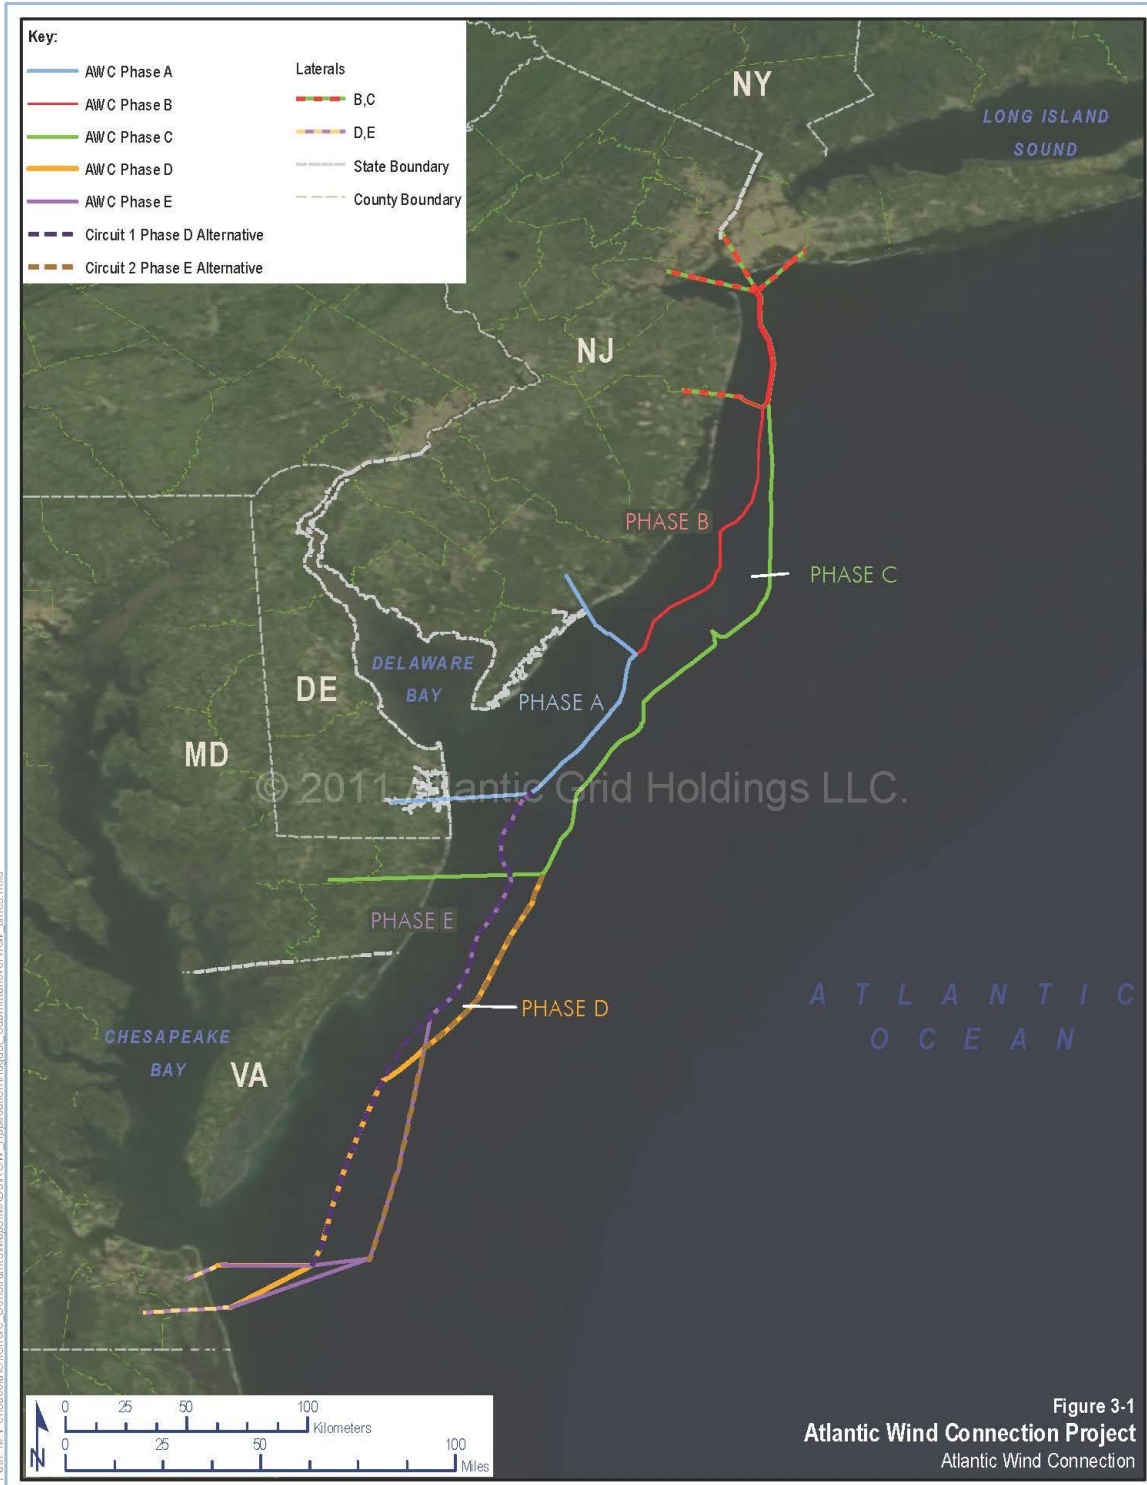 Key:
AWC Phase A
AWC Phase B
AWC Phase C
AWC Phase D
AWC Phase E
Circuit 1 Phase D Alternative
Circuit 2 Phase E Alternative
Laterals
B,C
D,E
State Boundary
County Boundary
NY
LONG ISLAND
SOUND
NJ
PHASE B
PHASE C
DELAWARE
BAY
DE
PHASE A
MD
© 2011 Atlantic Grid Holdings LLC.
PHASE E
PHASE D
ATLANTIC
OCEAN
CHESAPEAKE
BAY
VA
0 25 50 100
Kilometers
0 25 50 100
Miles
N
Figure 3-1
Atlantic Wind Connection Project
Atlantic Wind Connection